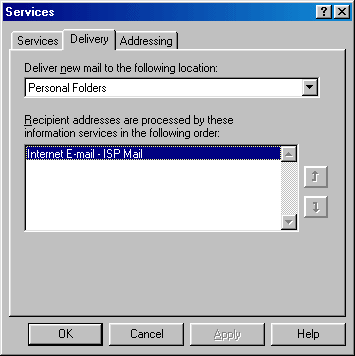 Services
Services Delivery Addressing
Deliver new mail to the following location:
Personal Folders
Recipient addresses are processed by these
information services in the following order:
Internet E-mail - ISP Mail
OK Cancel Apply Help